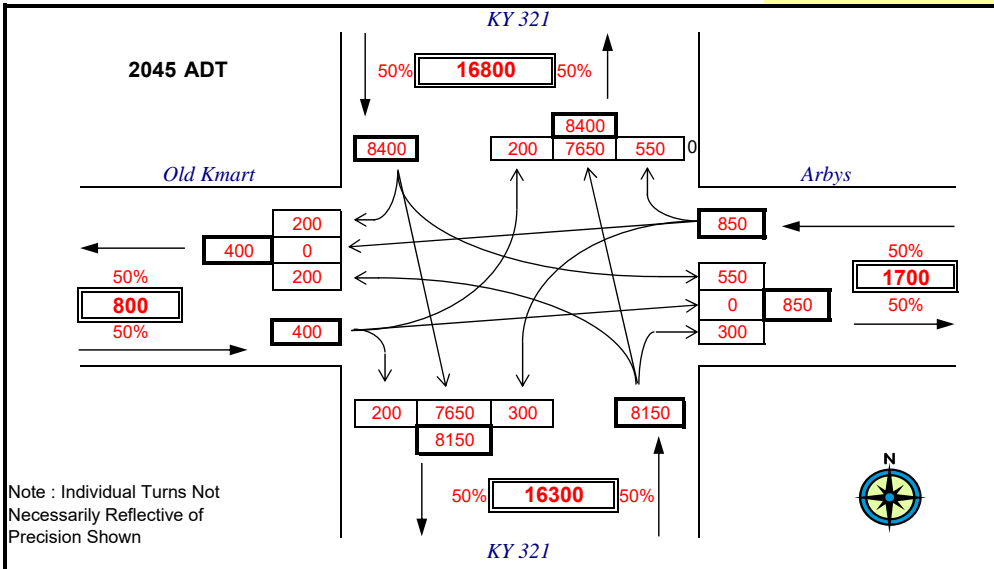 KY 321
2045 ADT
50% 16800 50%
8400
8400
200 7650 550 0
Old Kmart
Arbys
200
400 0
200
850
50%
800
50%
550
0 850
300
50%
1700
50%
400
200 7650 300
8150
8150
Note : Individual Turns Not
Necessarily Reflective of
Precision Shown
50% 16300 50%
N
KY 321